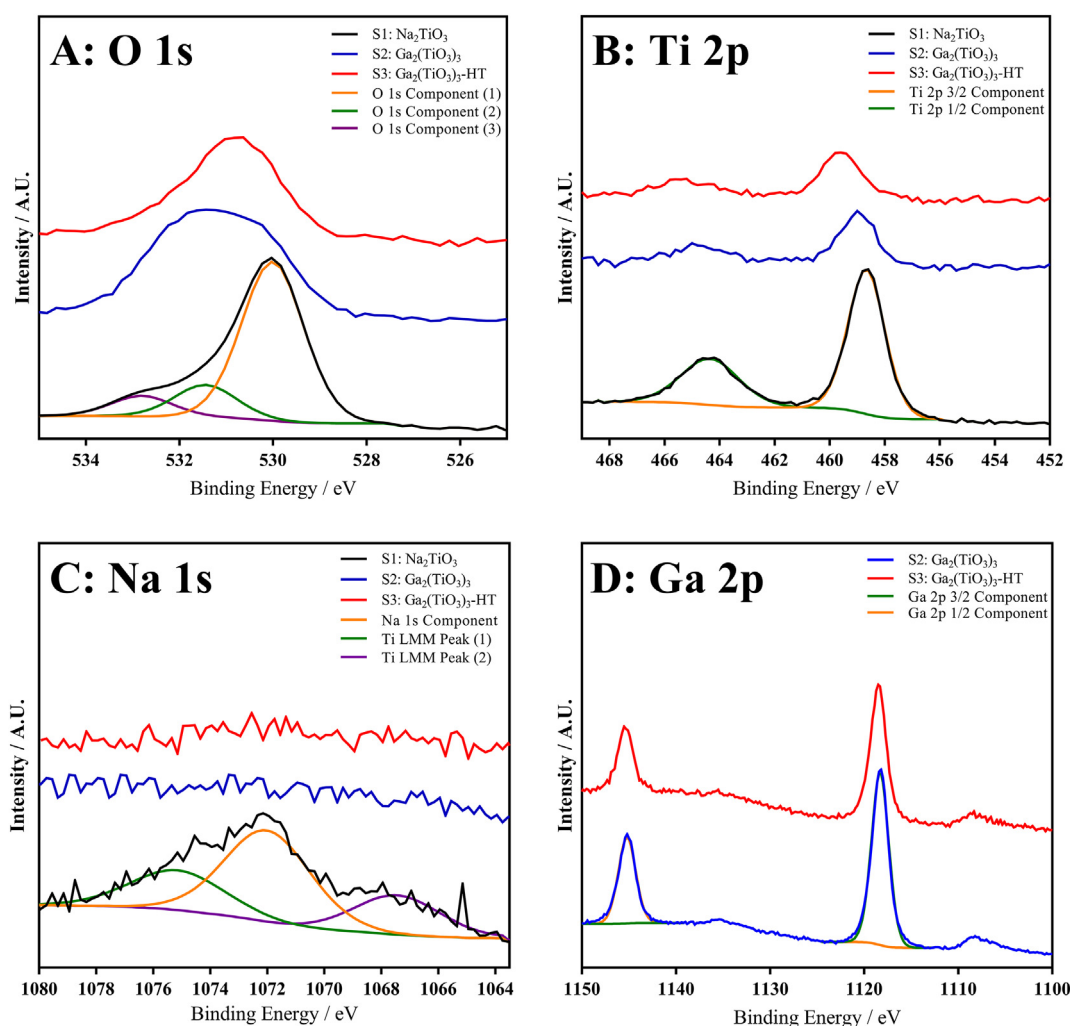 A: O 1s
S1: Na₂TiO₃
S2: Ga₂(TiO₃)₃
S3: Ga₂(TiO₃)₃-HT
O 1s Component (1)
O 1s Component (2)
O 1s Component (3)
Intensity / A.U.
534 532 530 528 526
Binding Energy / eV
B: Ti 2p
S1: Na₂TiO₃
S2: Ga₂(TiO₃)₃
S3: Ga₂(TiO₃)₃-HT
Ti 2p 3/2 Component
Ti 2p 1/2 Component
Intensity / A.U.
468 466 464 462 460 458 456 454 452
Binding Energy / eV
C: Na 1s
S1: Na₂TiO₃
S2: Ga₂(TiO₃)₃
S3: Ga₂(TiO₃)₃-HT
Na 1s Component
Ti LMM Peak (1)
Ti LMM Peak (2)
Intensity / A.U.
1080 1078 1076 1074 1072 1070 1068 1066 1064
Binding Energy / eV
D: Ga 2p
S2: Ga₂(TiO₃)₃
S3: Ga₂(TiO₃)₃-HT
Ga 2p 3/2 Component
Ga 2p 1/2 Component
Intensity / A.U.
1150 1140 1130 1120 1110 1100
Binding Energy / eV